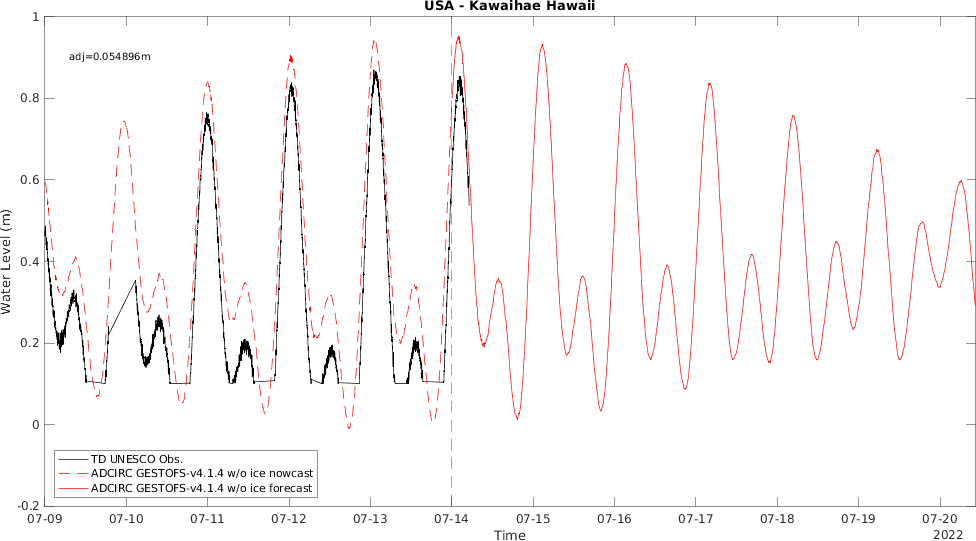 USA - Kawaihae Hawaii
adj=0.054896m
Water Level (m)
1
0.8
0.6
0.4
0.2
0
-0.2
TD UNESCO Obs.
ADCIRC GESTOFS-v4.1.4 w/o ice nowcast
ADCIRC GESTOFS-v4.1.4 w/o ice forecast
07-09 07-10 07-11 07-12 07-13 07-14 07-15 07-16 07-17 07-18 07-19 07-20
Time
2022